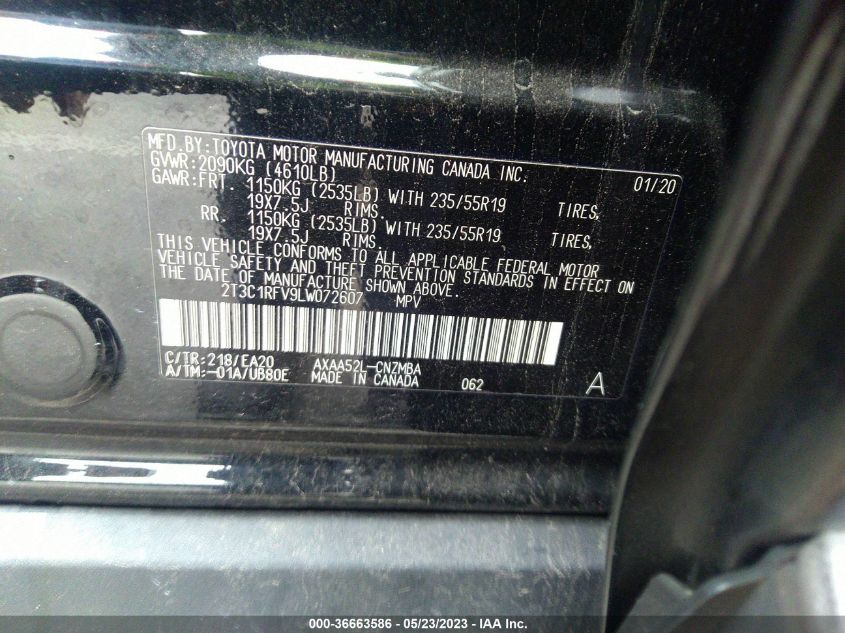 MFD.BY:TOYOTA MOTOR MANUFACTURING CANADA INC.
GVWR:2090KG (4610LB) 01/20
GAWR:FRT. 1150KG (2535LB) WITH 235/55R19 TIRES,
19X7.5J RIMS,
RR. 1150KG (2535LB) WITH 235/55R19 TIRES,
19X7.5J RIMS.
THIS VEHICLE CONFORMS TO ALL APPLICABLE FEDERAL MOTOR
VEHICLE SAFETY AND THEFT PREVENTION STANDARDS IN EFFECT ON
THE DATE OF MANUFACTURE SHOWN ABOVE.
2T3C1RFV9LW072607 MPV
C/TR:218/EA20 AXAA52L-CNZMBA
A/TM:-01A/UB80E MADE IN CANADA 062 A
000-36663586 - 05/23/2023 - IAA Inc.